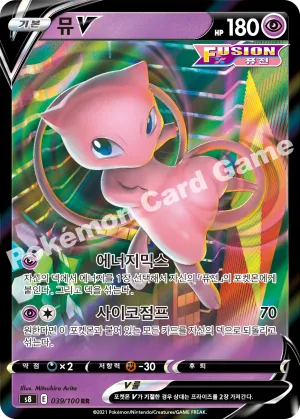 기본 뮤V HP 180
FUSION
퓨전
Pokémon Card Game
에너지믹스
자신의 덱에서 에너지를 1장 선택해서 자신의 「퓨전」의 포켓몬에게
붙인다. 그리고 덱을 섞는다.
사이코점프 70
원한다면 이 포켓몬과 붙어 있는 모든 카드를 자신의 덱으로 되돌리고
섞는다.
약점 ×2 저항력 -30 후퇴
Illus. Mitsuhiro Arita
V룰
s8 E 039/100 RR
포켓몬V가 기절한 경우 상대는 프라이즈를 2장 가져간다.
©2021 Pokémon/Nintendo/Creatures/GAME FREAK.